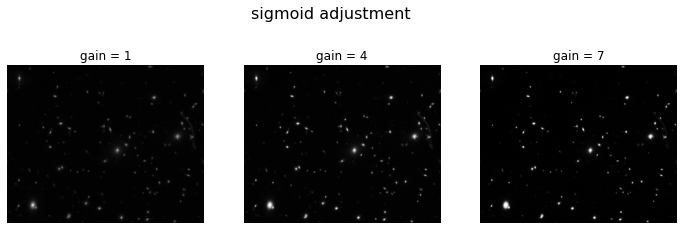 sigmoid adjustment
gain = 1
gain = 4
gain = 7